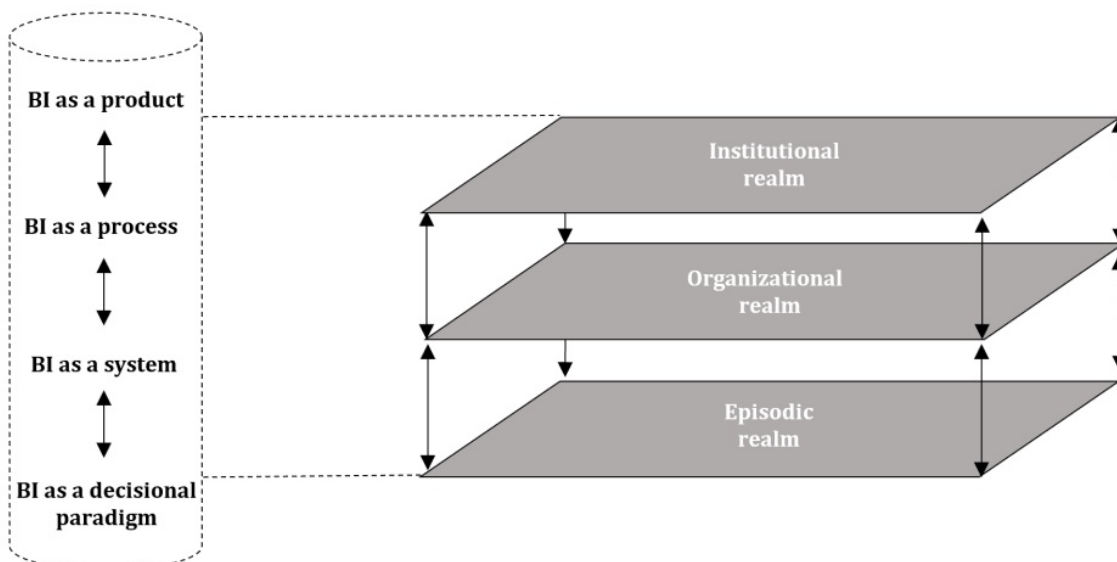 BI as a product
BI as a process
BI as a system
BI as a decisional
paradigm
Institutional
realm
Organizational
realm
Episodic
realm